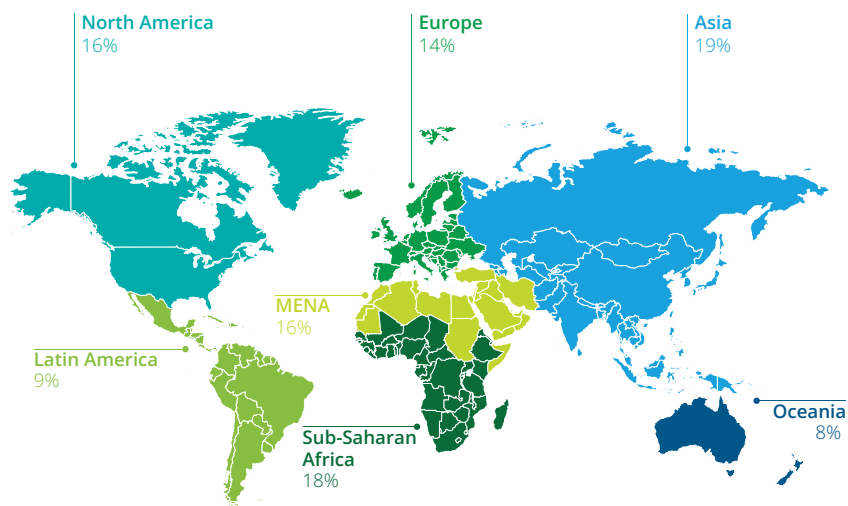 North America
16%
Europe
14%
Asia
19%
MENA
16%
Latin America
9%
Sub-Saharan
Africa
18%
Oceania
8%